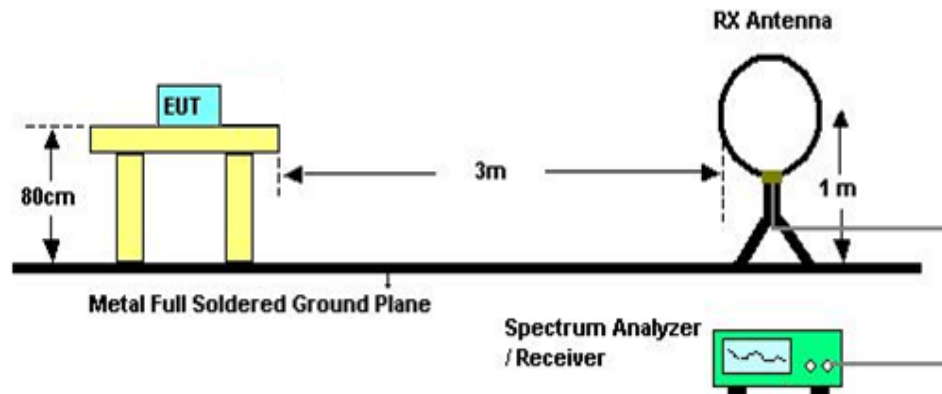 RX Antenna
EUT
3m
80cm
1 m
Metal Full Soldered Ground Plane
Spectrum Analyzer
/ Receiver